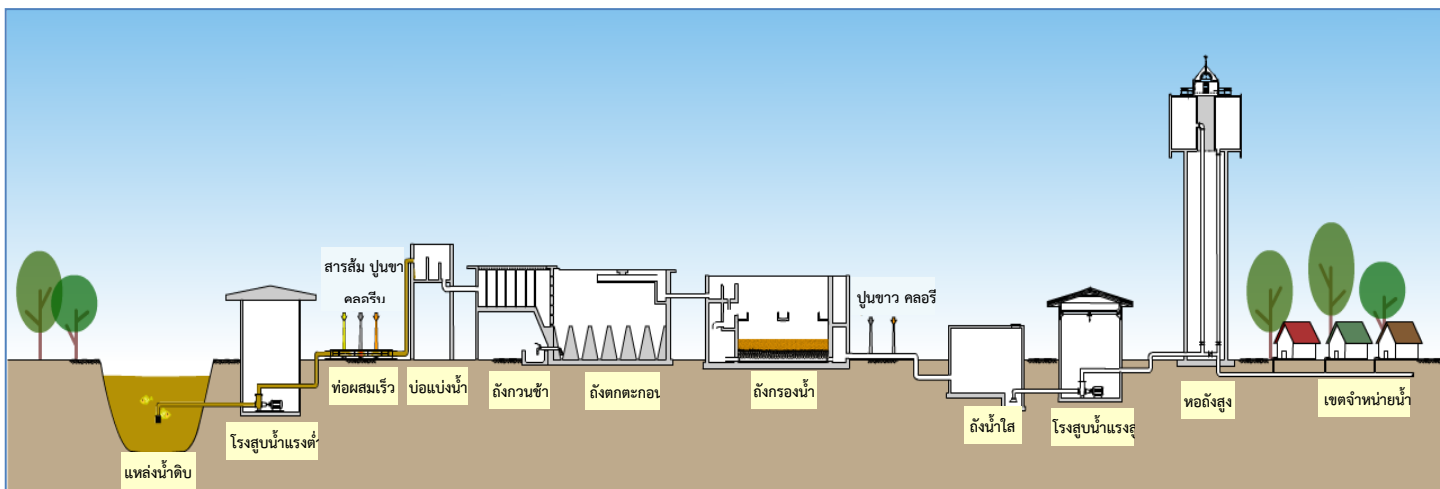 สารส้ม ปูนขา
คลอรีน
ปูนขาว คลอรี
ท่อผสมเร็ว
บ่อแบ่งน้ำ
ถังกวนช้า
ถังตกตะกอน
ถังกรองน้ำ
หอถังสูง
เขตจำหน่ายน้ำ
โรงสูบน้ำแรงต่ำ
ถังน้ำใส
โรงสูบน้ำแรงสู
แหล่งน้ำดิบ